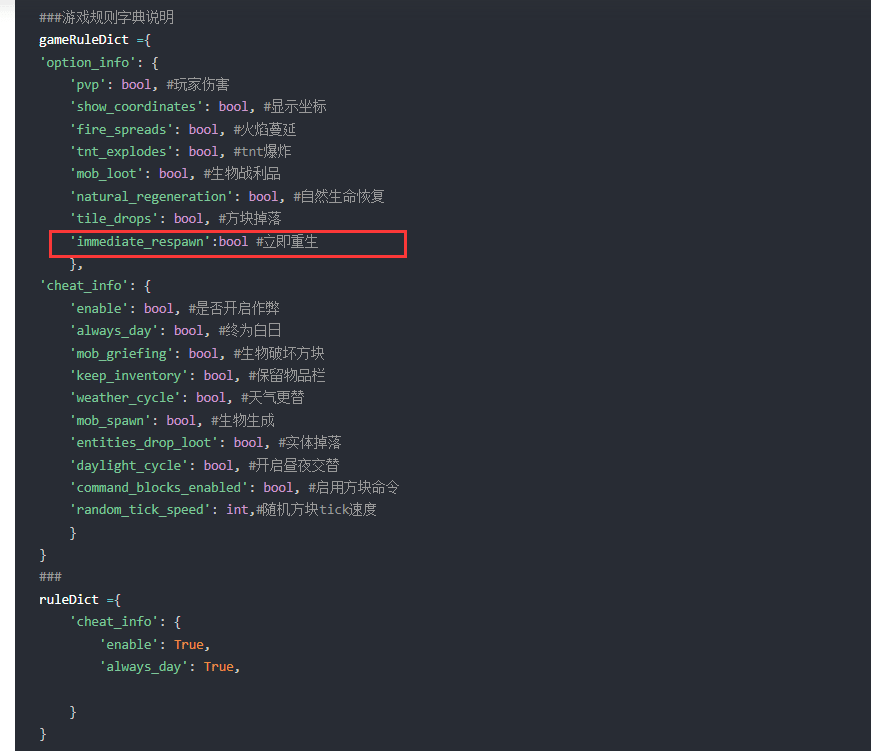 ###游戏规则字典说明
gameRuleDict ={
'option_info': {
'pvp': bool, #玩家伤害
'show_coordinates': bool, #显示坐标
'fire_spreads': bool, #火焰蔓延
'tnt_explodes': bool, #tnt爆炸
'mob_loot': bool, #生物战利品
'natural_regeneration': bool, #自然生命恢复
'tile_drops': bool, #方块掉落
'immediate_respawn':bool #立即重生
},
'cheat_info': {
'enable': bool, #是否开启作弊
'always_day': bool, #终为白日
'mob_griefing': bool, #生物破坏方块
'keep_inventory': bool, #保留物品栏
'weather_cycle': bool, #天气更替
'mob_spawn': bool, #生物生成
'entities_drop_loot': bool, #实体掉落
'daylight_cycle': bool, #开启昼夜交替
'command_blocks_enabled': bool, #启用方块命令
'random_tick_speed': int,#随机方块tick速度
}
}
###
ruleDict ={
'cheat_info': {
'enable': True,
'always_day': True,
}
}